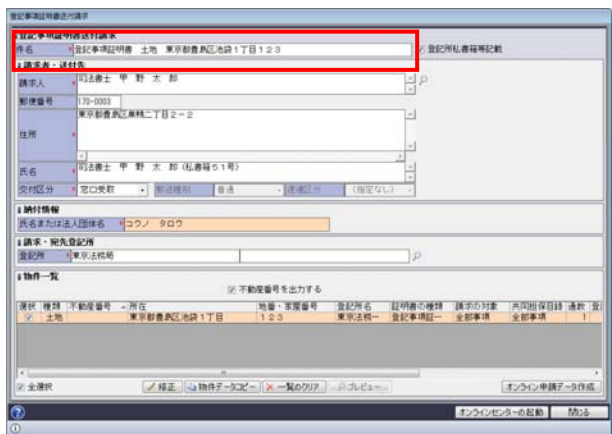 登記事項証明書送付請求
登記事項証明書送付請求
件名 * 登記事項証明書 土地 東京都豊島区池袋1丁目123 登記所私書箱等記載
請求者・送付先
請求人 * 司法書士 甲 野 太 郎
郵便番号 170-0003
住所 * 東京都豊島区巣鴨二丁目2-2
氏名 * 司法書士 甲 野 太 郎 (私書箱51号)
交付区分 * 窓口受取 郵送種別 普通 速達区分 (指定なし)
納付情報
氏名または法人団体名 * コウノ タロウ
請求・宛先登記所
登記所 * 東京法務局
物件一覧
不動産番号を出力する
選択 種類 不動産番号 所在 地番・家屋番号 登記所名 証明書の種類 請求の対象 共同担保目録 通数 登
土地 東京都豊島区池袋1丁目 123 東京法務― 登記事項証― 全部事項 全部事項 1
全選択 修正 物件データコピー 一覧のクリア プレビュー オンライン申請データ作成
オンラインセンターの起動 閉じる